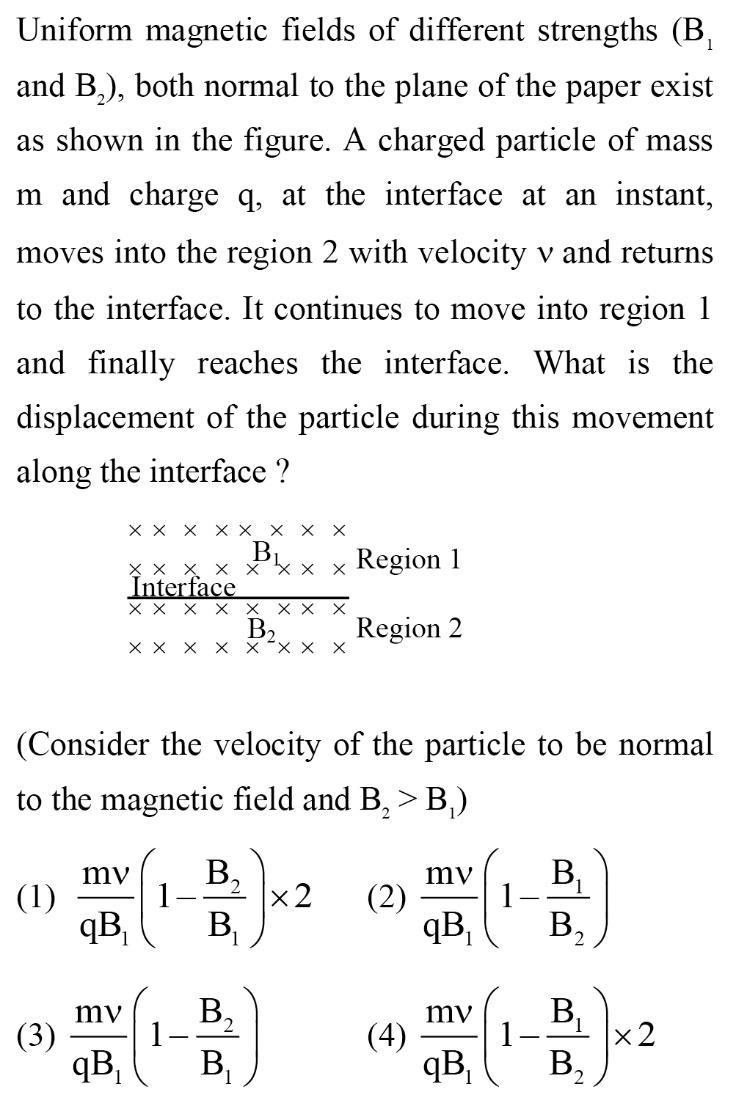 Uniform magnetic fields of different strengths (B₁
and B₂), both normal to the plane of the paper exist
as shown in the figure. A charged particle of mass
m and charge q, at the interface at an instant,
moves into the region 2 with velocity ν and returns
to the interface. It continues to move into region 1
and finally reaches the interface. What is the
displacement of the particle during this movement
along the interface ?
× × × × × × × ×
B₁
× × × × × × × × Region 1
Interface
× × × × × × × ×
B₂ Region 2
× × × × × × × ×
(Consider the velocity of the particle to be normal
to the magnetic field and B₂ > B₁)
(1) mν/qB₁ (1 − B₂/B₁) × 2 (2) mν/qB₁ (1 − B₁/B₂)
(3) mν/qB₁ (1 − B₂/B₁) (4) mν/qB₁ (1 − B₁/B₂) × 2